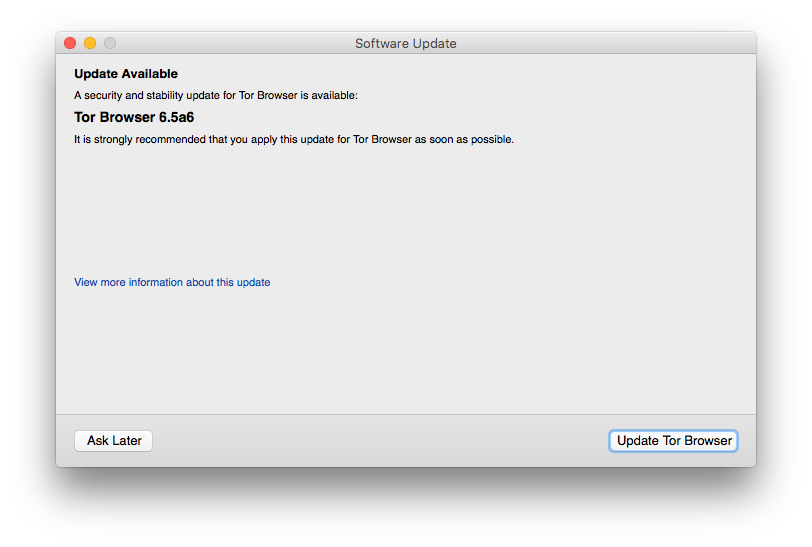 Software Update
Update Available
A security and stability update for Tor Browser is available:
Tor Browser 6.5a6
It is strongly recommended that you apply this update for Tor Browser as soon as possible.
View more information about this update
Ask Later
Update Tor Browser